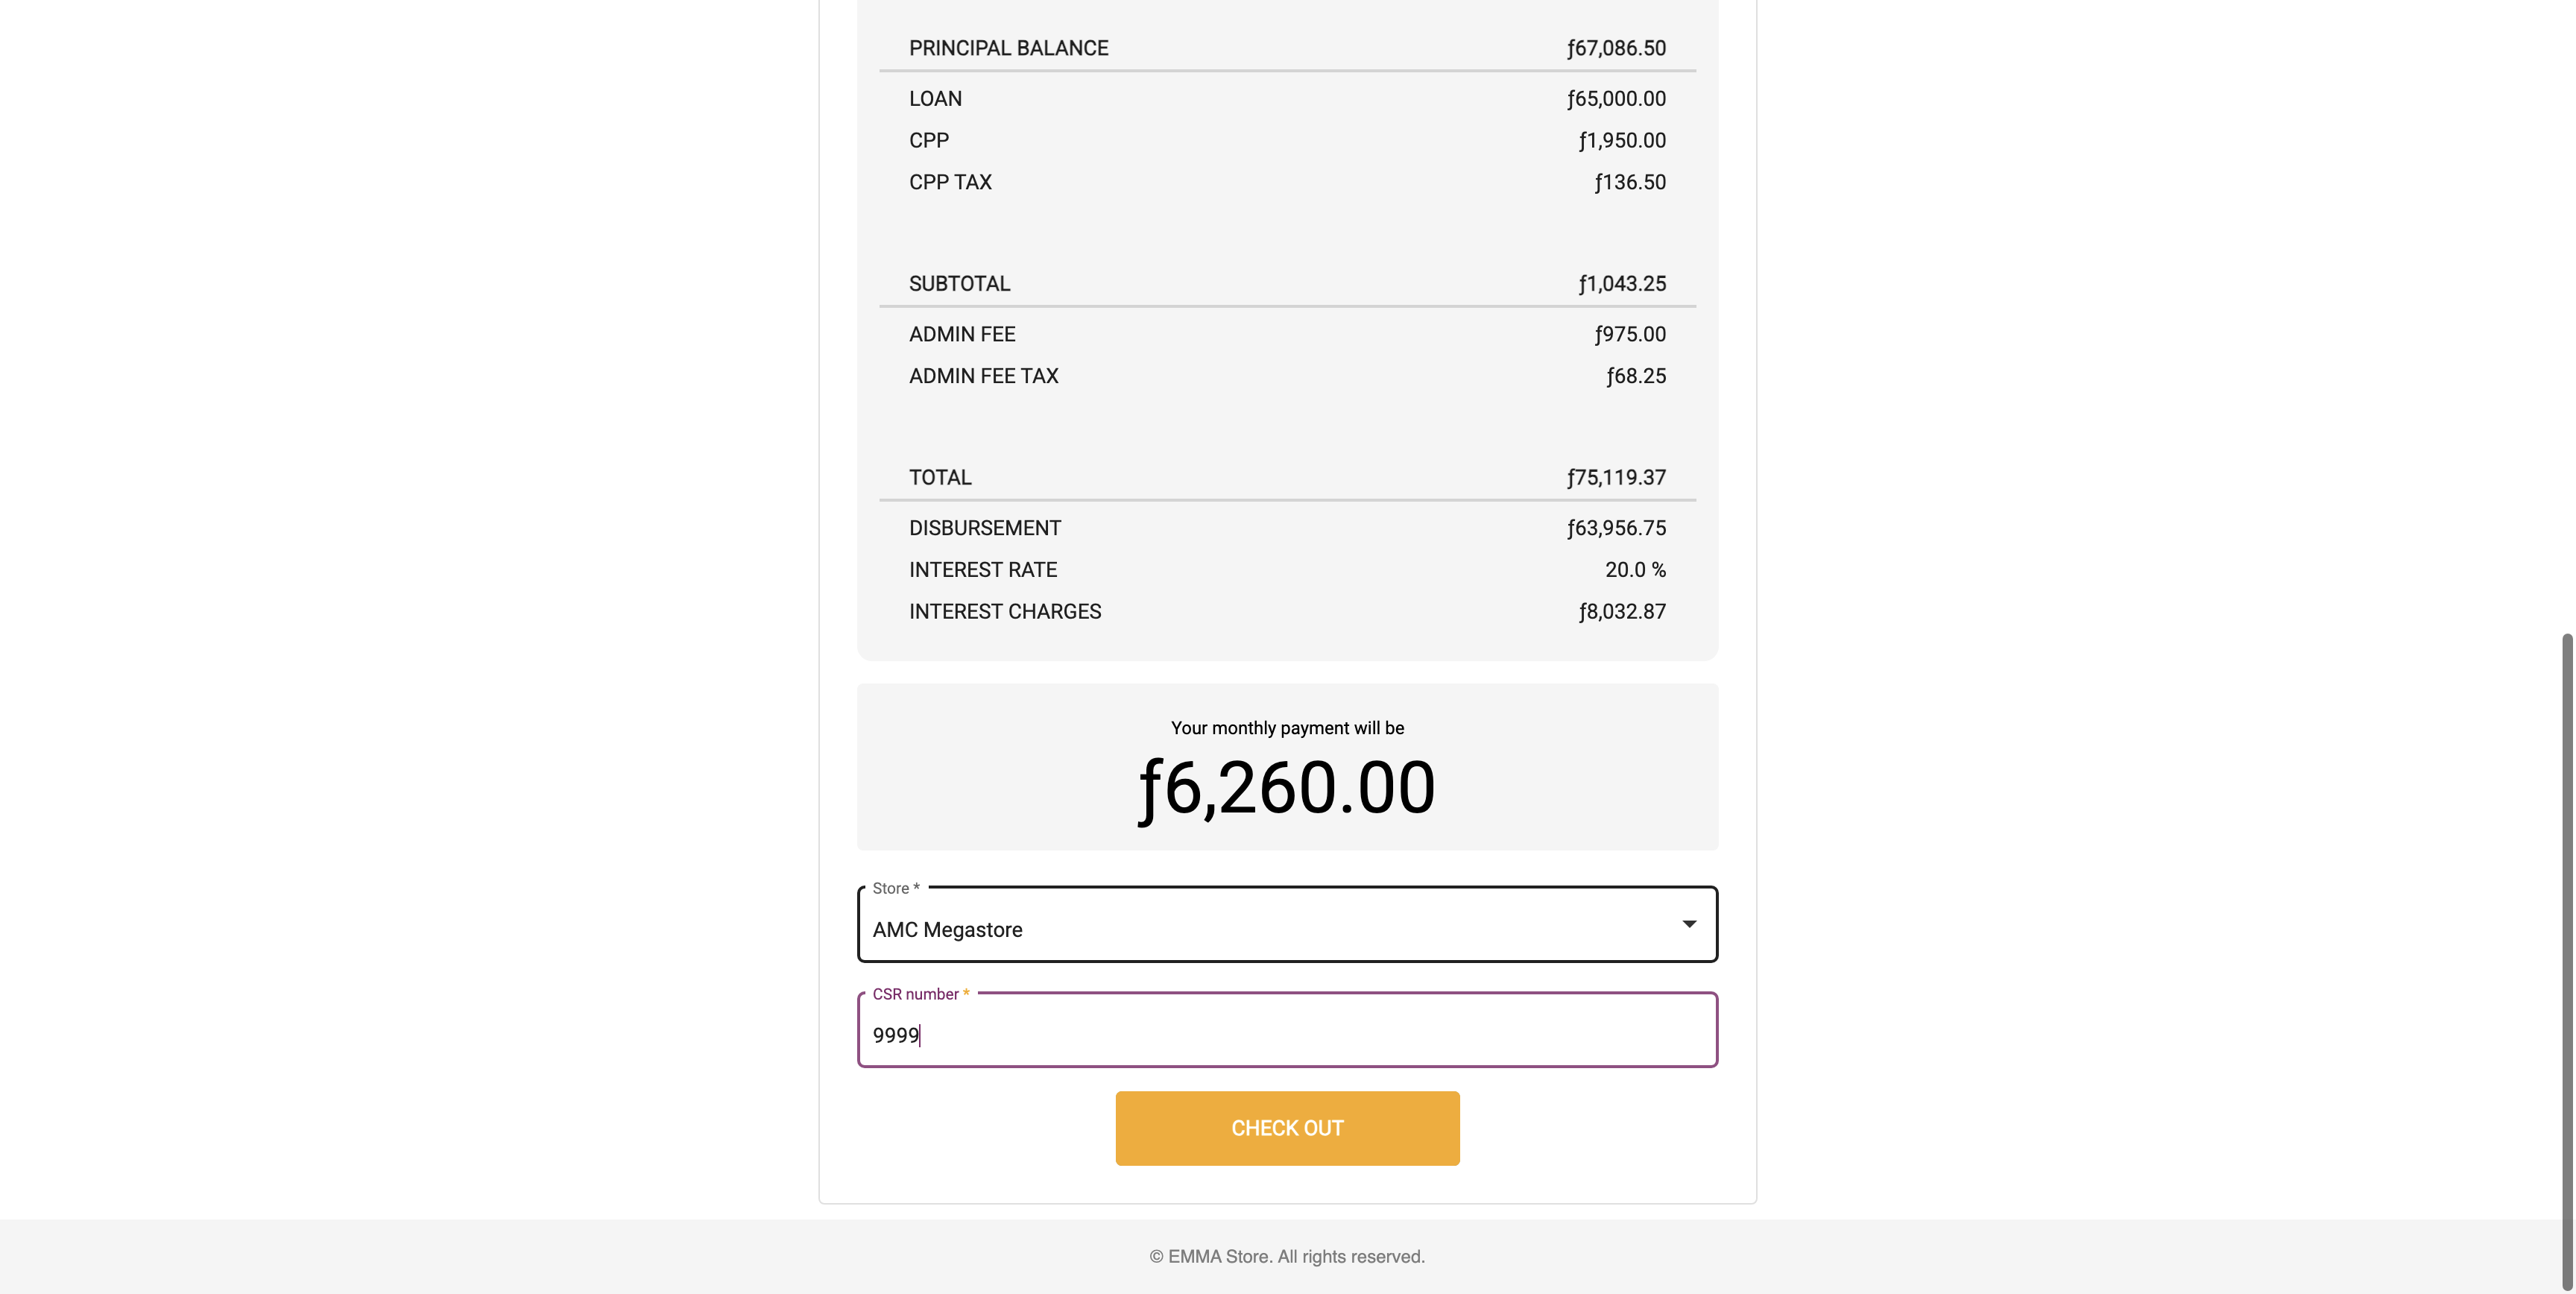 PRINCIPAL BALANCE ƒ67,086.50
LOAN ƒ65,000.00
CPP ƒ1,950.00
CPP TAX ƒ136.50
SUBTOTAL ƒ1,043.25
ADMIN FEE ƒ975.00
ADMIN FEE TAX ƒ68.25
TOTAL ƒ75,119.37
DISBURSEMENT ƒ63,956.75
INTEREST RATE 20.0 %
INTEREST CHARGES ƒ8,032.87
Your monthly payment will be
ƒ6,260.00
Store *
AMC Megastore
CSR number *
9999
CHECK OUT
© EMMA Store. All rights reserved.